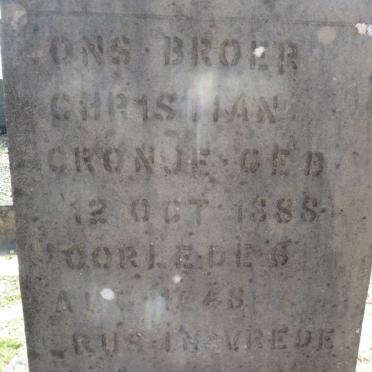 ONS·BROER
CHRISTIAN
CRONJE·GEB
12 OCT·1888
OORLEDE 6
RUS IN VREDE